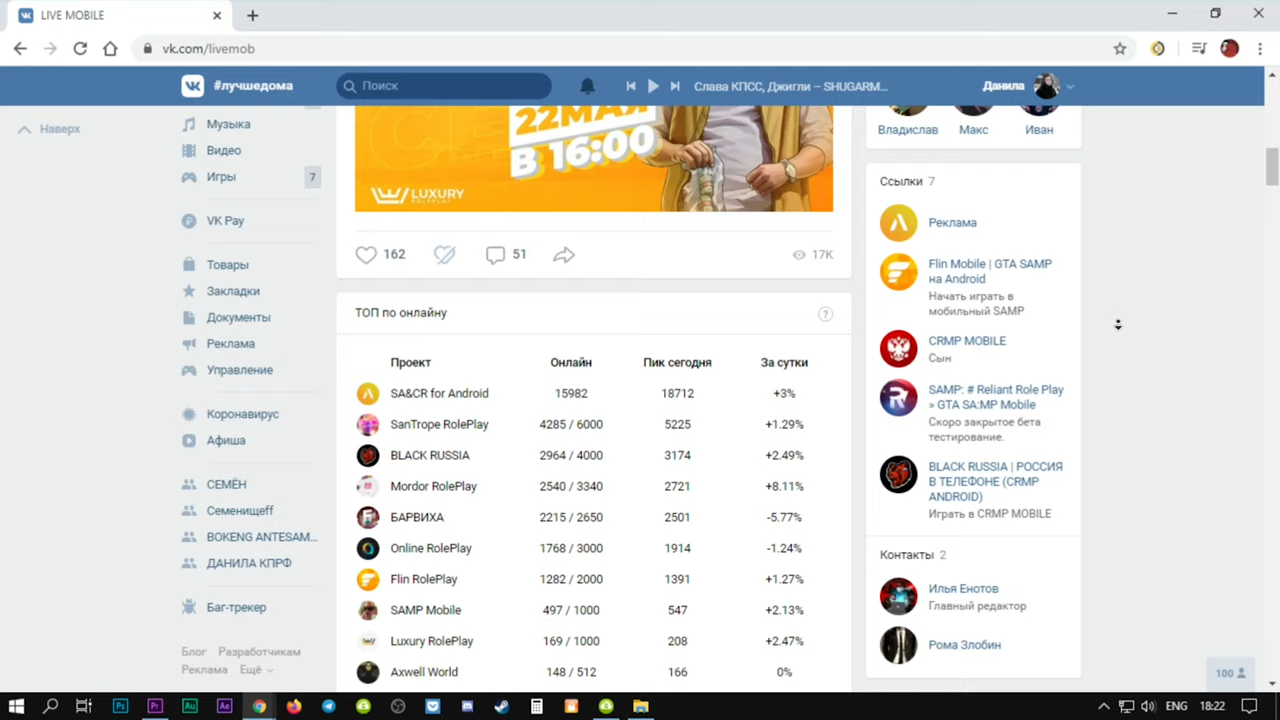 LIVE MOBILE
vk.com/livemob
#лучшедома
Поиск
Слава КПСС, Джигли – SHUGARM...
Данила
Наверх
Музыка
Видео
Игры
7
VK Pay
Товары
Закладки
Документы
Реклама
Управление
Коронавирус
Афиша
СЕМЁН
Семенищеff
BOKENG ANTESAM...
ДАНИЛА КПРФ
Баг-трекер
Блог Разработчикам
Реклама Ещё
22МАЯ
В 16:00
LUXURY
162
51
17K
ТОП по онлайну
?
Проект Онлайн Пик сегодня За сутки
SA&CR for Android 15982 18712 +3%
SanTrope RolePlay 4285 / 6000 5225 +1.29%
BLACK RUSSIA 2964 / 4000 3174 +2.49%
Mordor RolePlay 2540 / 3340 2721 +8.11%
БАРВИХА 2215 / 2650 2501 -5.77%
Online RolePlay 1768 / 3000 1914 -1.24%
Flin RolePlay 1282 / 2000 1391 +1.27%
SAMP Mobile 497 / 1000 547 +2.13%
Luxury RolePlay 169 / 1000 208 +2.47%
Axwell World 148 / 512 166 0%
Владислав Макс Иван
Ссылки 7
Реклама
Flin Mobile | GTA SAMP
на Android
Начать играть в
мобильный SAMP
CRMP MOBILE
Сын
SAMP: # Reliant Role Play
» GTA SA:MP Mobile
Скоро закрытое бета
тестирование.
BLACK RUSSIA | РОССИЯ
В ТЕЛЕФОНЕ (CRMP
ANDROID)
Играть в CRMP MOBILE
Контакты 2
Илья Енотов
Главный редактор
Рома Злобин
100
Ps
Pr
Au
Ae
ENG
18:22